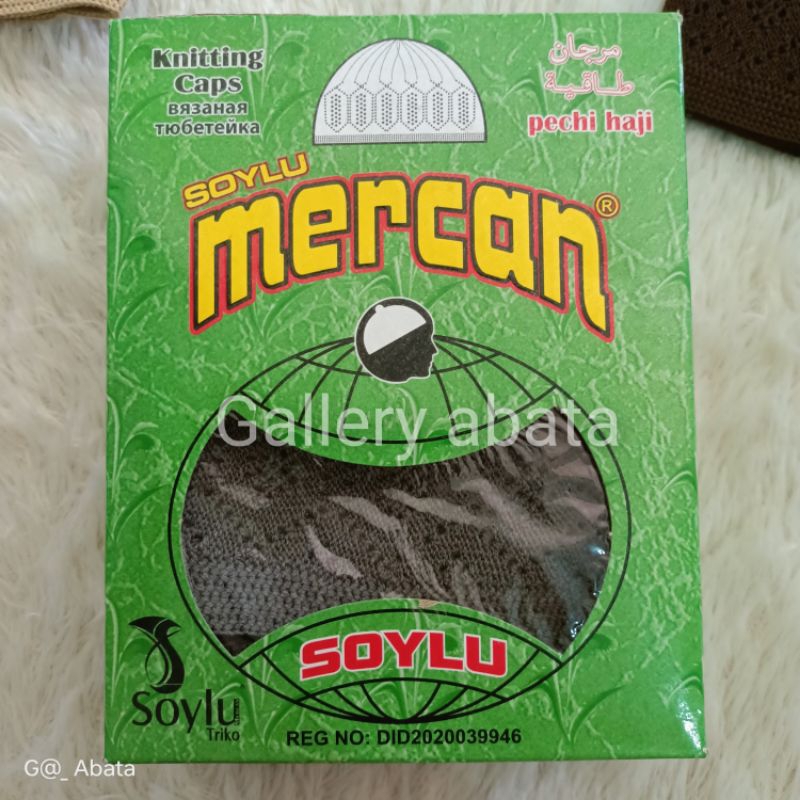 Knitting
Caps
вязаная
тюбетейка
مرجان
طاقية
pechi haji
SOYLU
mercan®
Gallery abata
SOYLU
Soylu
Triko
REG NO: DID2020039946
G@_ Abata